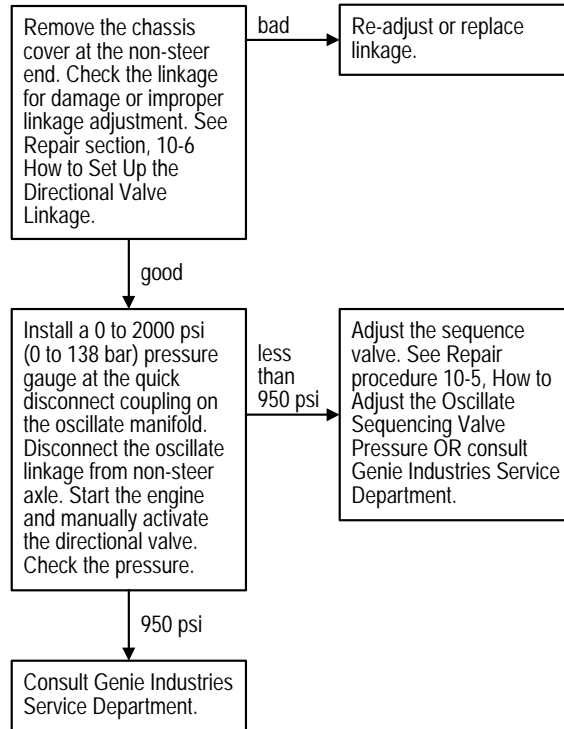 Remove the chassis
cover at the non-steer
end. Check the linkage
for damage or improper
linkage adjustment. See
Repair section, 10-6
How to Set Up the
Directional Valve
Linkage.
bad
Re-adjust or replace
linkage.
good
Install a 0 to 2000 psi
(0 to 138 bar) pressure
gauge at the quick
disconnect coupling on
the oscillate manifold.
Disconnect the oscillate
linkage from non-steer
axle. Start the engine
and manually activate
the directional valve.
Check the pressure.
less
than
950 psi
Adjust the sequence
valve. See Repair
procedure 10-5, How to
Adjust the Oscillate
Sequencing Valve
Pressure OR consult
Genie Industries Service
Department.
950 psi
Consult Genie Industries
Service Department.